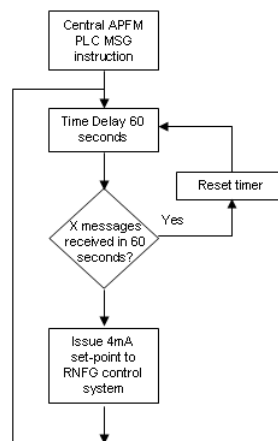 Central APFM
PLC MSG
instruction
Time Delay 60
seconds
Reset timer
X messages
received in 60
seconds?
Yes
Issue 4mA
set-point to
RNFG control
system